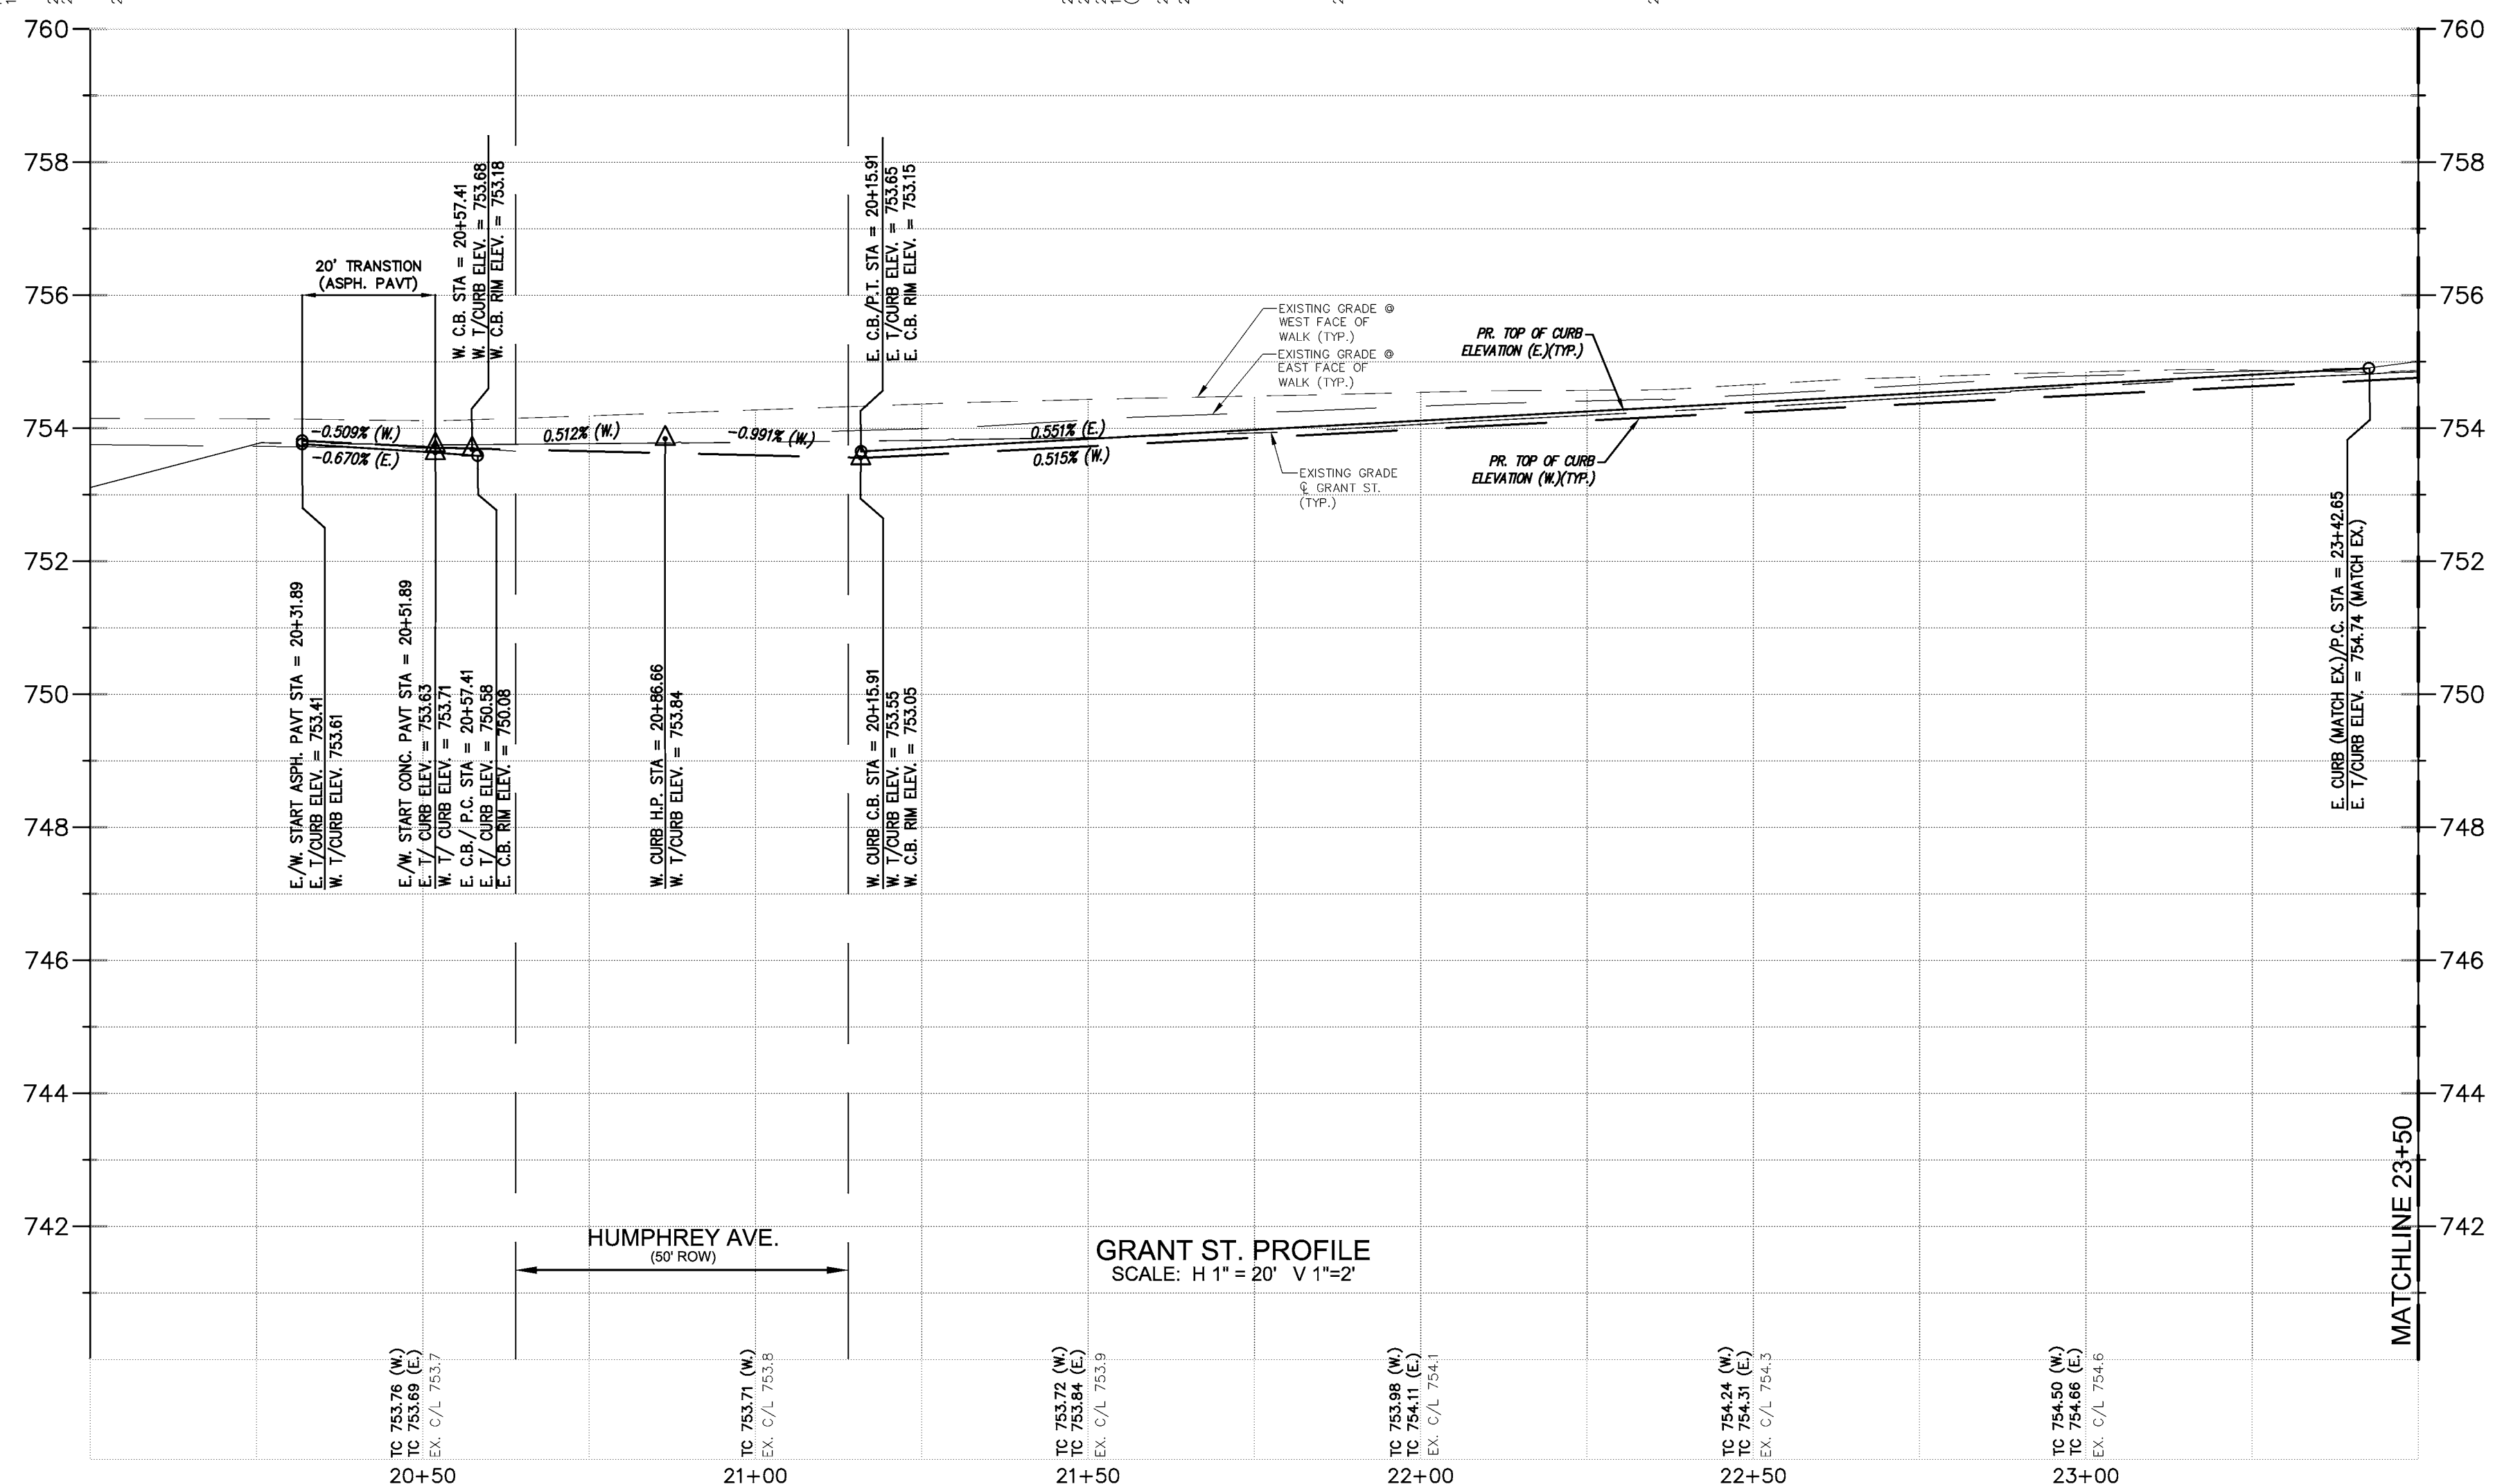 760
758
756
754
752
750
748
746
744
742
20' TRANSTION
(ASPH. PAVT)
W. C.B. STA = 20+57.41
W. T/CURB ELEV. = 753.68
W. C.B. RIM ELEV. = 753.18
E. C.B./P.T. STA = 20+15.91
E. T/CURB ELEV. = 753.65
E. C.B. RIM ELEV. = 753.15
EXISTING GRADE @
WEST FACE OF
WALK (TYP.)
EXISTING GRADE @
EAST FACE OF
WALK (TYP.)
PR. TOP OF CURB
ELEVATION (E.)(TYP.)
-0.509% (W.)
-0.670% (E.)
0.512% (W.)
-0.991% (W.)
0.551% (E.)
0.515% (W.)
EXISTING GRADE
℄ GRANT ST.
(TYP.)
PR. TOP OF CURB
ELEVATION (W.)(TYP.)
E./W. START ASPH. PAVT STA = 20+31.89
E. T/CURB ELEV. = 753.41
W. T/CURB ELEV. 753.61
E./W. START CONC. PAVT STA = 20+51.89
E. T/ CURB ELEV. = 753.63
W. T/ CURB ELEV. = 753.71
E. C.B./ P.C. STA = 20+57.41
E. T/ CURB ELEV. = 750.58
E. C.B. RIM ELEV. = 750.08
W. CURB H.P. STA = 20+86.66
W. T/CURB ELEV. = 753.84
W. CURB C.B. STA = 20+15.91
W. T/CURB ELEV. = 753.55
W. C.B. RIM ELEV. = 753.05
E. CURB (MATCH EX.)/P.C. STA = 23+42.65
E. T/CURB ELEV. = 754.74 (MATCH EX.)
760
758
756
754
752
750
748
746
744
742
MATCHLINE 23+50
HUMPHREY AVE.
(50' ROW)
GRANT ST. PROFILE
SCALE: H 1" = 20' V 1"=2'
TC 753.76 (W.)
TC 753.69 (E.)
EX. C/L 753.7
TC 753.71 (W.)
EX. C/L 753.8
TC 753.72 (W.)
TC 753.84 (E.)
EX. C/L 753.9
TC 753.98 (W.)
TC 754.11 (E.)
EX. C/L 754.1
TC 754.24 (W.)
TC 754.31 (E.)
EX. C/L 754.3
TC 754.50 (W.)
TC 754.66 (E.)
EX. C/L 754.6
20+50
21+00
21+50
22+00
22+50
23+00